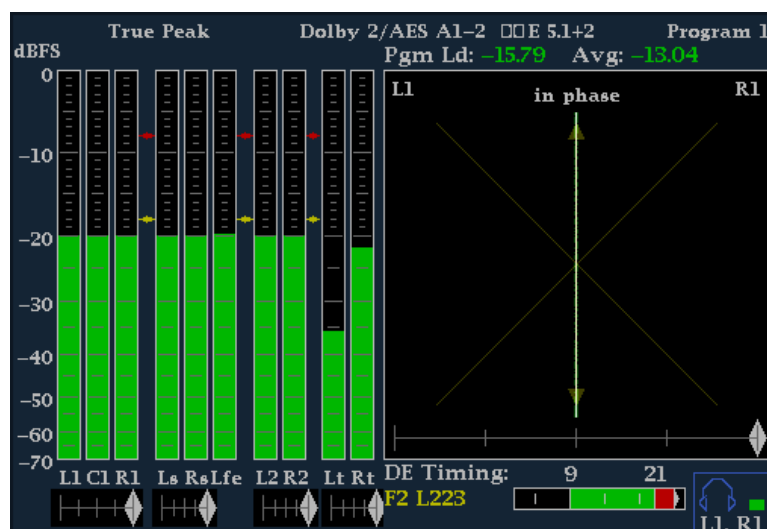 True Peak
Dolby 2/AES A1-2 E 5.1+2
Program 1
dBFS
Pgm Ld: -15.79 Avg: -13.04
L1 in phase R1
0
-10
-20
-30
-40
-50
-60
-70
L1 C1 R1 Ls Rs Lfe L2 R2 Lt Rt
DE Timing: 9 21
F2 L223
L1, R1